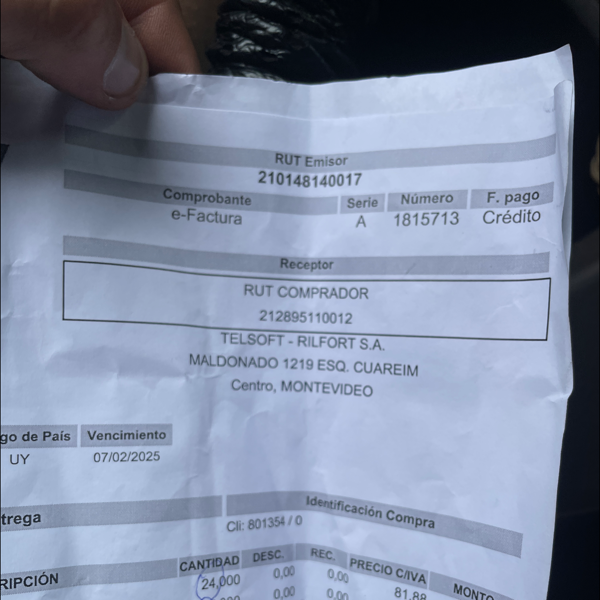 RUT Emisor
210148140017
Comprobante Serie Número F. pago
e-Factura A 1815713 Crédito
Receptor
RUT COMPRADOR
212895110012
TELSOFT - RILFORT S.A.
MALDONADO 1219 ESQ. CUAREIM
Centro, MONTEVIDEO
go de País Vencimiento
UY 07/02/2025
trega Identificación Compra
Cli: 801354 / 0
RIPCIÓN CANTIDAD DESC. REC. PRECIO C/IVA MONTO
24,000 0,00 0,00 81,88
0,00 0,00